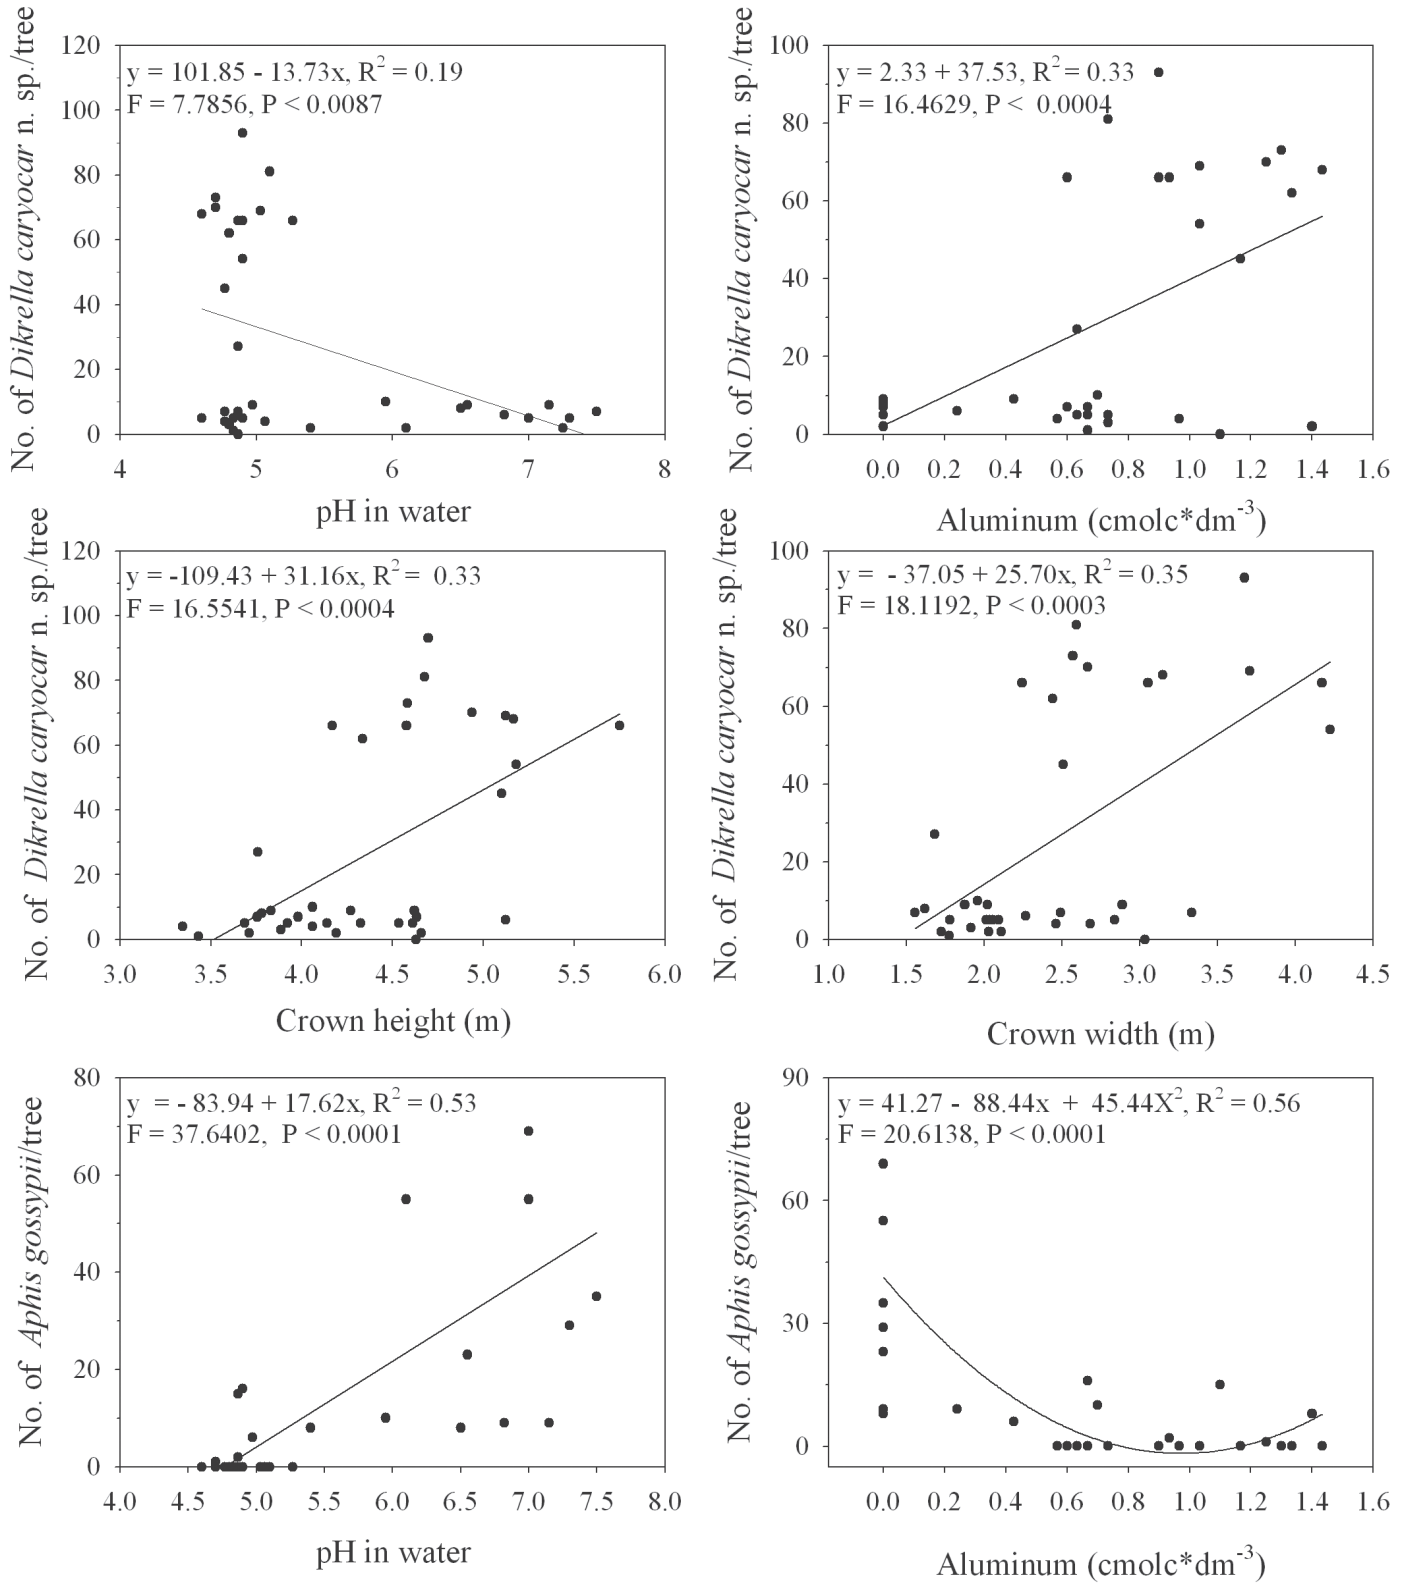 No. of Dikrella caryocar n. sp./tree
120
100
80
60
40
20
0
y = 101.85 - 13.73x, R² = 0.19
F = 7.7856, P < 0.0087
4 5 6 7 8
pH in water
No. of Dikrella caryocar n. sp./tree
100
80
60
40
20
0
y = 2.33 + 37.53, R² = 0.33
F = 16.4629, P < 0.0004
0.0 0.2 0.4 0.6 0.8 1.0 1.2 1.4 1.6
Aluminum (cmolc*dm⁻³)
No. of Dikrella caryocar n. sp./tree
120
100
80
60
40
20
0
y = -109.43 + 31.16x, R² = 0.33
F = 16.5541, P < 0.0004
3.0 3.5 4.0 4.5 5.0 5.5 6.0
Crown height (m)
No. of Dikrella caryocar n. sp./tree
100
80
60
40
20
0
y = - 37.05 + 25.70x, R² = 0.35
F = 18.1192, P < 0.0003
1.0 1.5 2.0 2.5 3.0 3.5 4.0 4.5
Crown width (m)
No. of Aphis gossypii/tree
80
60
40
20
0
y = - 83.94 + 17.62x, R² = 0.53
F = 37.6402, P < 0.0001
4.0 4.5 5.0 5.5 6.0 6.5 7.0 7.5 8.0
pH in water
No. of Aphis gossypii/tree
90
60
30
0
y = 41.27 - 88.44x + 45.44X², R² = 0.56
F = 20.6138, P < 0.0001
0.0 0.2 0.4 0.6 0.8 1.0 1.2 1.4 1.6
Aluminum (cmolc*dm⁻³)